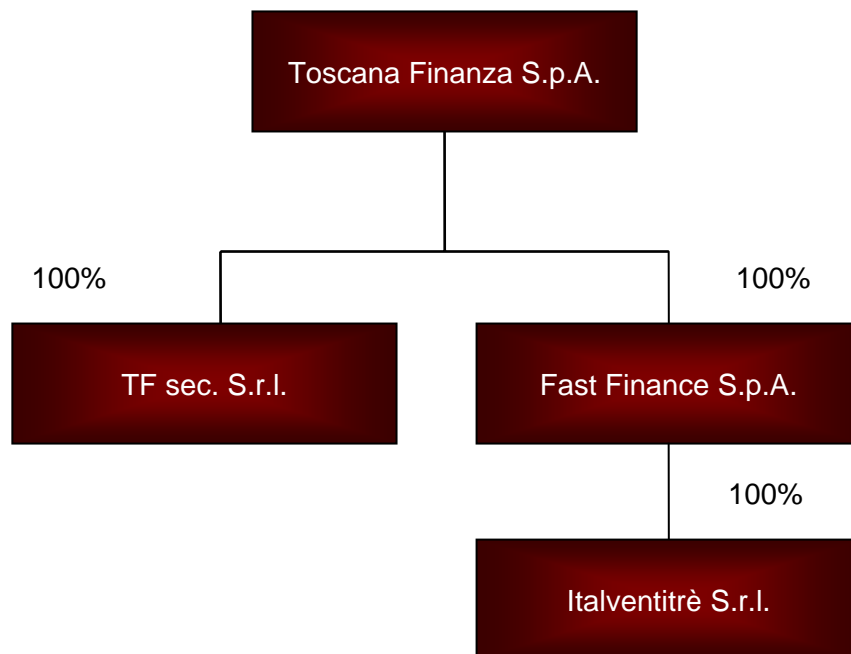 Toscana Finanza S.p.A.
100%
100%
TF sec. S.r.l.
Fast Finance S.p.A.
100%
Italventitrè S.r.l.